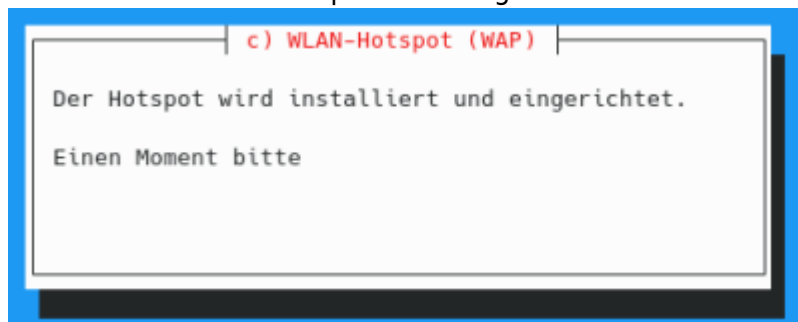 c) WLAN-Hotspot (WAP)
Der Hotspot wird installiert und eingerichtet.
Einen Moment bitte